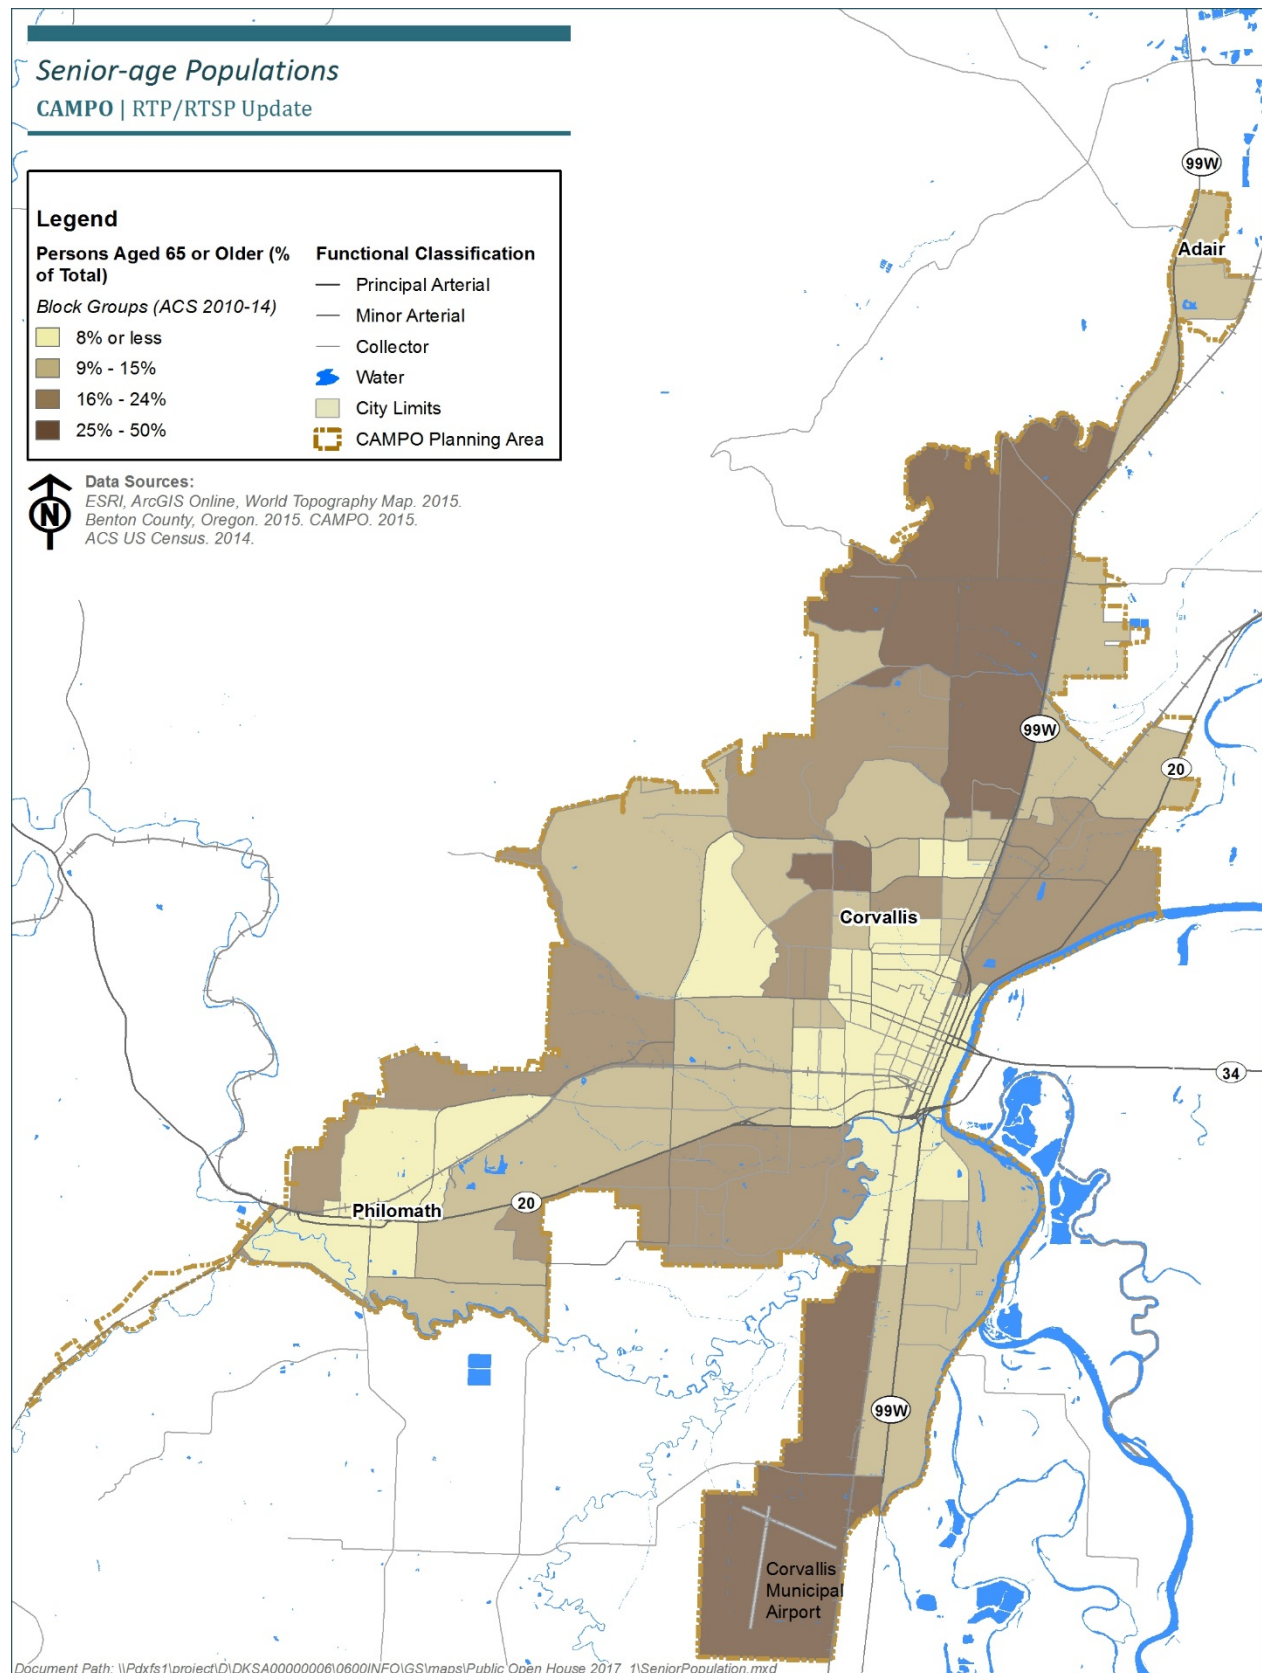 Senior-age Populations
CAMPO | RTP/RTSP Update
Legend
Persons Aged 65 or Older (%
of Total)
Block Groups (ACS 2010-14)
8% or less
9% - 15%
16% - 24%
25% - 50%
Functional Classification
Principal Arterial
Minor Arterial
Collector
Water
City Limits
CAMPO Planning Area
N
Data Sources:
ESRI, ArcGIS Online, World Topography Map. 2015.
Benton County, Oregon. 2015. CAMPO. 2015.
ACS US Census. 2014.
99W
Adair
99W
20
Corvallis
34
20
Philomath
99W
Corvallis
Municipal
Airport
Document Path: \\Pdxfs1\project\D\DKSA00000006\0600INFO\GS\maps\Public Open House 2017_1\SeniorPopulation.mxd